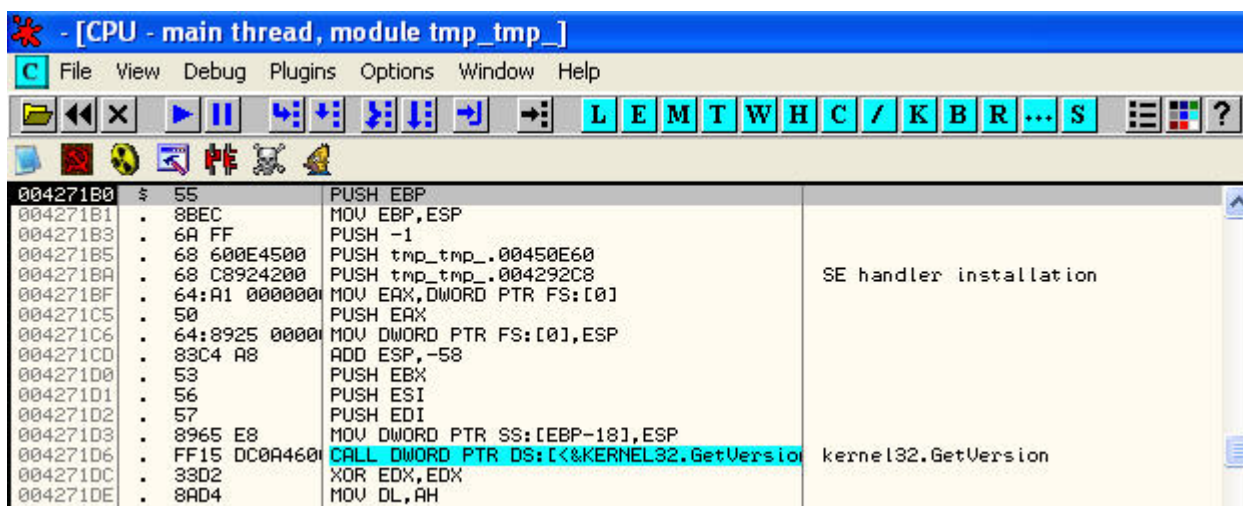 - [CPU - main thread, module tmp_tmp_]
C File View Debug Plugins Options Window Help
L E M T W H C / K B R ... S ?
004271B0 $ 55 PUSH EBP
004271B1 . 8BEC MOV EBP,ESP
004271B3 . 6A FF PUSH -1
004271B5 . 68 600E4500 PUSH tmp_tmp_.00450E60
004271BA . 68 C8924200 PUSH tmp_tmp_.004292C8 SE handler installation
004271BF . 64:A1 000000 MOV EAX,DWORD PTR FS:[0]
004271C5 . 50 PUSH EAX
004271C6 . 64:8925 0000 MOV DWORD PTR FS:[0],ESP
004271CD . 83C4 A8 ADD ESP,-58
004271D0 . 53 PUSH EBX
004271D1 . 56 PUSH ESI
004271D2 . 57 PUSH EDI
004271D3 . 8965 E8 MOV DWORD PTR SS:[EBP-18],ESP
004271D6 . FF15 DC0A460 CALL DWORD PTR DS:[<&KERNEL32.GetVersio kernel32.GetVersion
004271DC . 33D2 XOR EDX,EDX
004271DE . 8AD4 MOV DL,AH